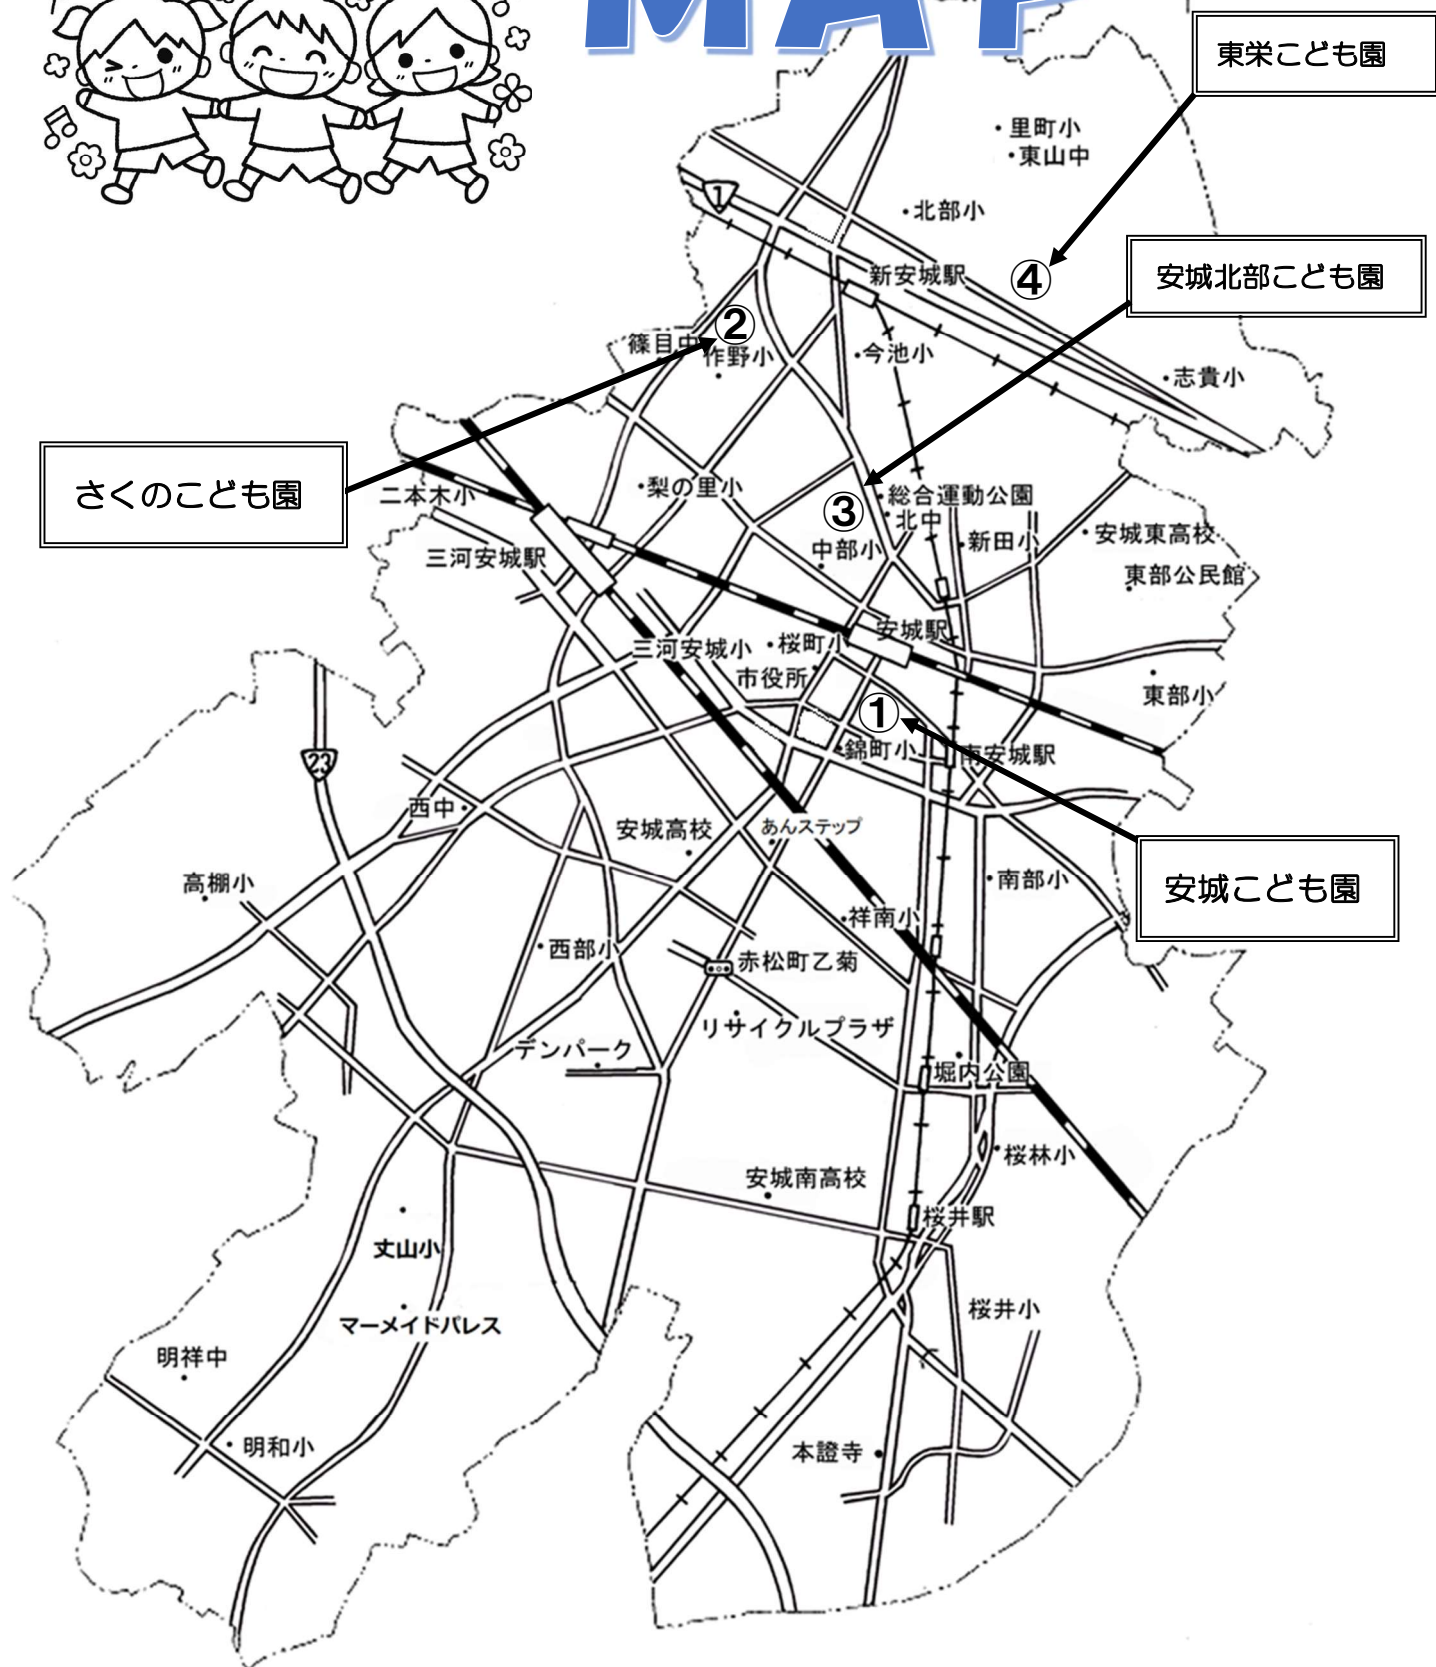 MAP
東栄こども園
里町小
東山中
1
北部小
安城北部こども園
新安城駅
④
②
篠目中
作野小
今池小
志貴小
さくのこども園
二本木小
梨の里小
③
総合運動公園
北中
中部小
新田小
安城東高校
三河安城駅
東部公民館
安城駅
三河安城小
桜町小
市役所
東部小
①
錦町小
南安城駅
23
西中
安城高校
あんステップ
安城こども園
高棚小
南部小
祥南小
西部小
赤松町乙菊
リサイクルプラザ
デンパーク
堀内公園
桜林小
安城南高校
桜井駅
丈山小
桜井小
マーメイドパレス
明祥中
明和小
本證寺